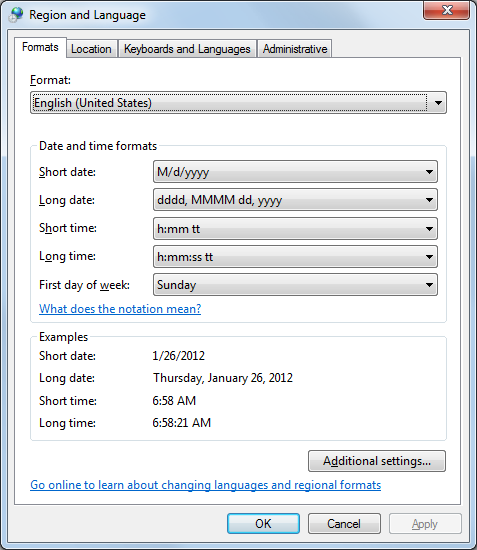 Region and Language
Formats Location Keyboards and Languages Administrative
Format:
English (United States)
Date and time formats
Short date: M/d/yyyy
Long date: dddd, MMMM dd, yyyy
Short time: h:mm tt
Long time: h:mm:ss tt
First day of week: Sunday
What does the notation mean?
Examples
Short date: 1/26/2012
Long date: Thursday, January 26, 2012
Short time: 6:58 AM
Long time: 6:58:21 AM
Additional settings...
Go online to learn about changing languages and regional formats
OK Cancel Apply